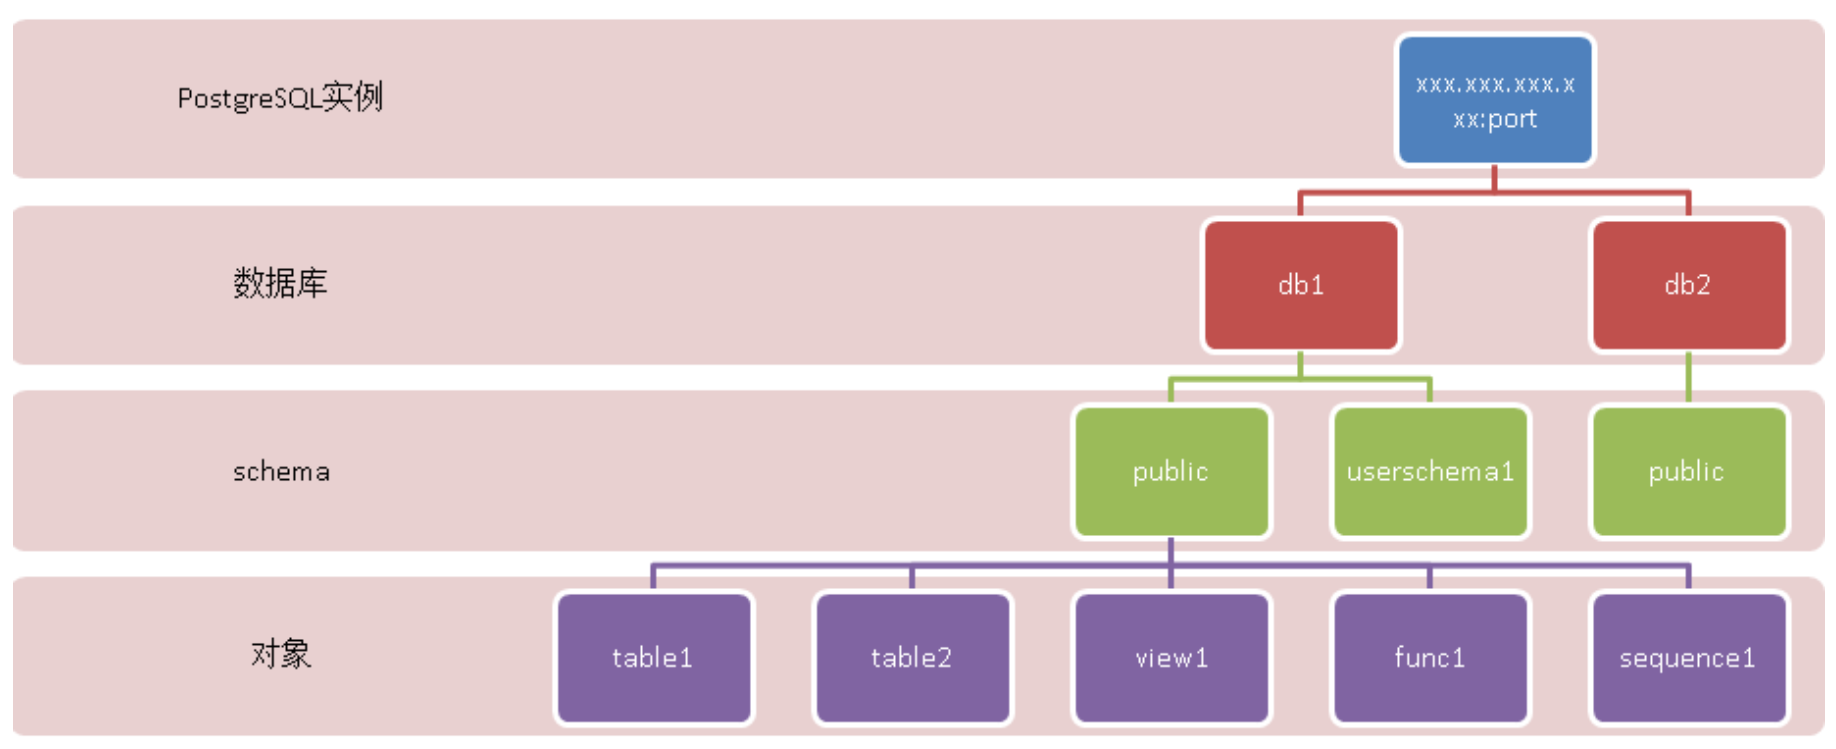 PostgreSQL实例
xxx.xxx.xxx.x
xx:port
数据库
db1
db2
schema
public
userschema1
public
对象
table1
table2
view1
func1
sequence1